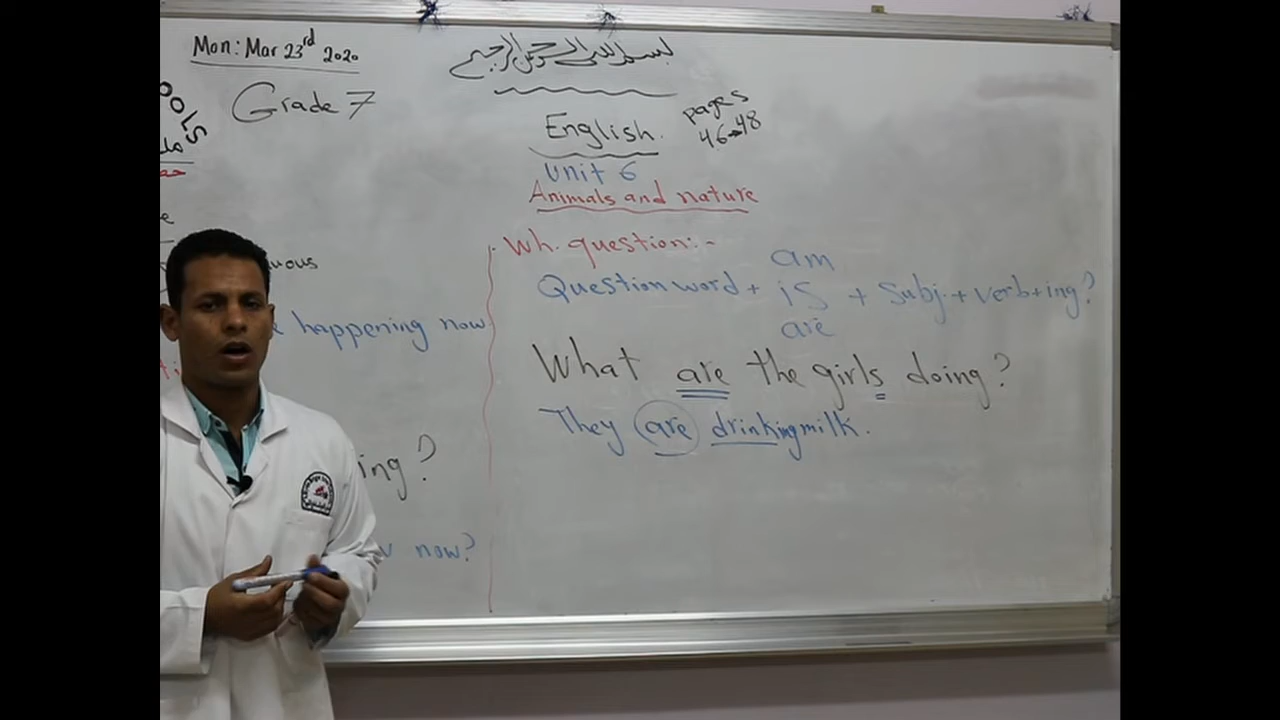 Mon: Mar 23rd 2020
بسم الله الرحمن الرحيم
Grade 7
English.
pages
46→48
Unit 6
Animals and nature
OOLS
Wh. question:-
am
Question word + is + Subj. + verb+ing?
are
uous
happening now
What are the girls doing?
They are drinking milk.
ing?
now?